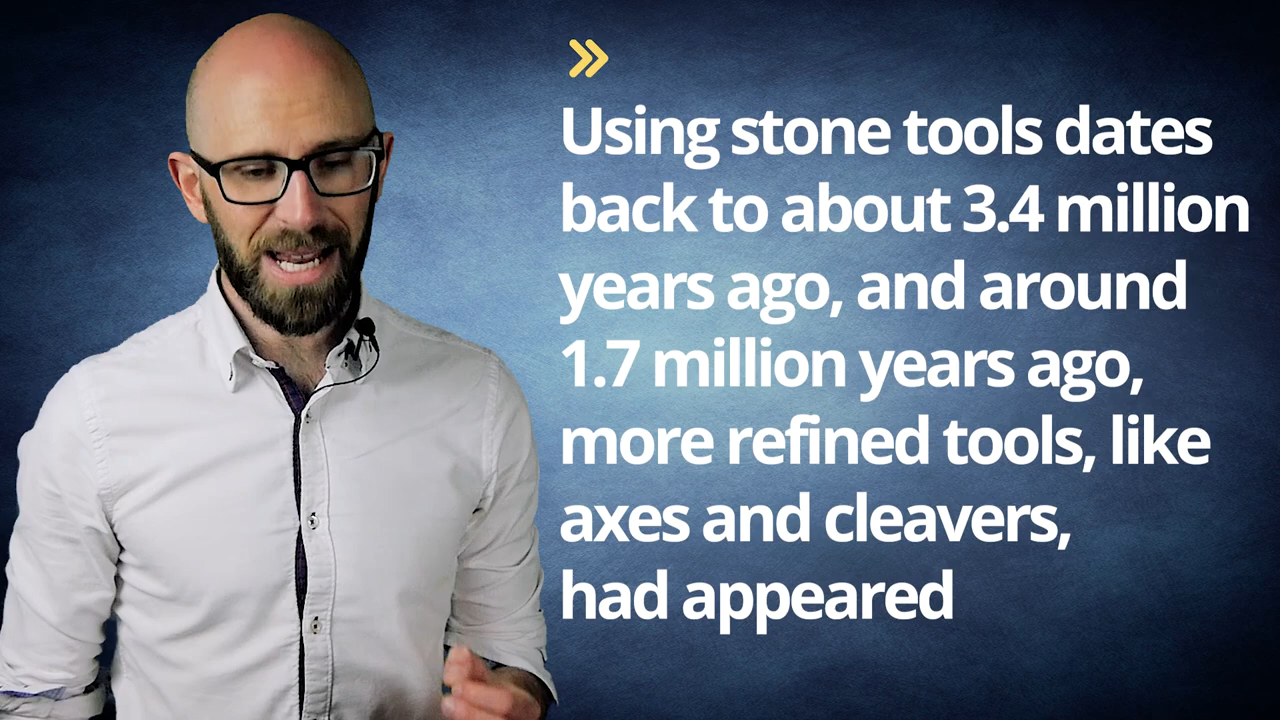 Using stone tools dates
back to about 3.4 million
years ago, and around
1.7 million years ago,
more refined tools, like
axes and cleavers,
had appeared